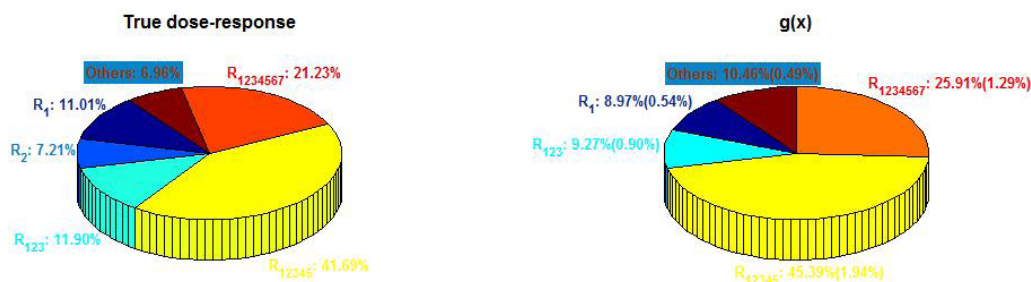 True dose-response
Others: 6.96%
R1234567: 21.23%
R1: 11.01%
R2: 7.21%
R123: 11.90%
R12345: 41.69%
g(x)
Others: 10.46%(0.49%)
R1234567: 25.91%(1.29%)
R1: 8.97%(0.54%)
R123: 9.27%(0.90%)
R12345: 45.39%(1.94%)